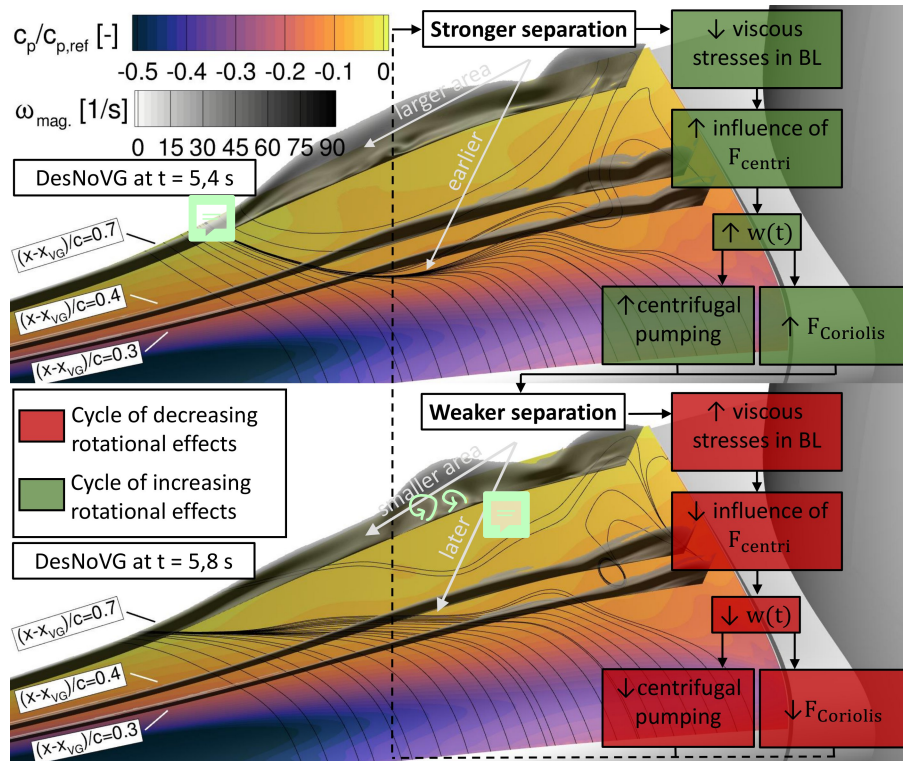 c_p/c_p,ref [-]
-0.5 -0.4 -0.3 -0.2 -0.1 0
ω_mag. [1/s]
0 15 30 45 60 75 90
DesNoVG at t = 5,4 s
(x-x_VG)/c=0.7
(x-x_VG)/c=0.4
(x-x_VG)/c=0.3
larger area
earlier
Stronger separation
↓ viscous
stresses in BL
↑ influence of
F_centri
↑ w(t)
↑ centrifugal
pumping
↑ F_Coriolis
Cycle of decreasing
rotational effects
Cycle of increasing
rotational effects
DesNoVG at t = 5,8 s
(x-x_VG)/c=0.7
(x-x_VG)/c=0.4
(x-x_VG)/c=0.3
smaller area
later
Weaker separation
↑ viscous
stresses in BL
↓ influence of
F_centri
↓ w(t)
↓ centrifugal
pumping
↓ F_Coriolis